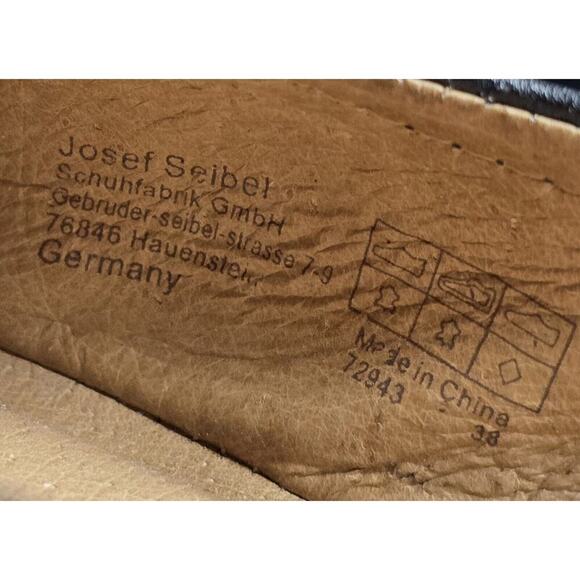 Josef Seibel
Schuhfabrik GmbH
Gebruder-seibel-strasse 7-9
76846 Hauenstein
Germany
Made in China
72943 38